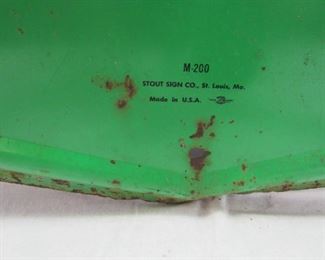 M-200
STOUT SIGN CO., St. Louis, Mo.
Made in U.S.A.